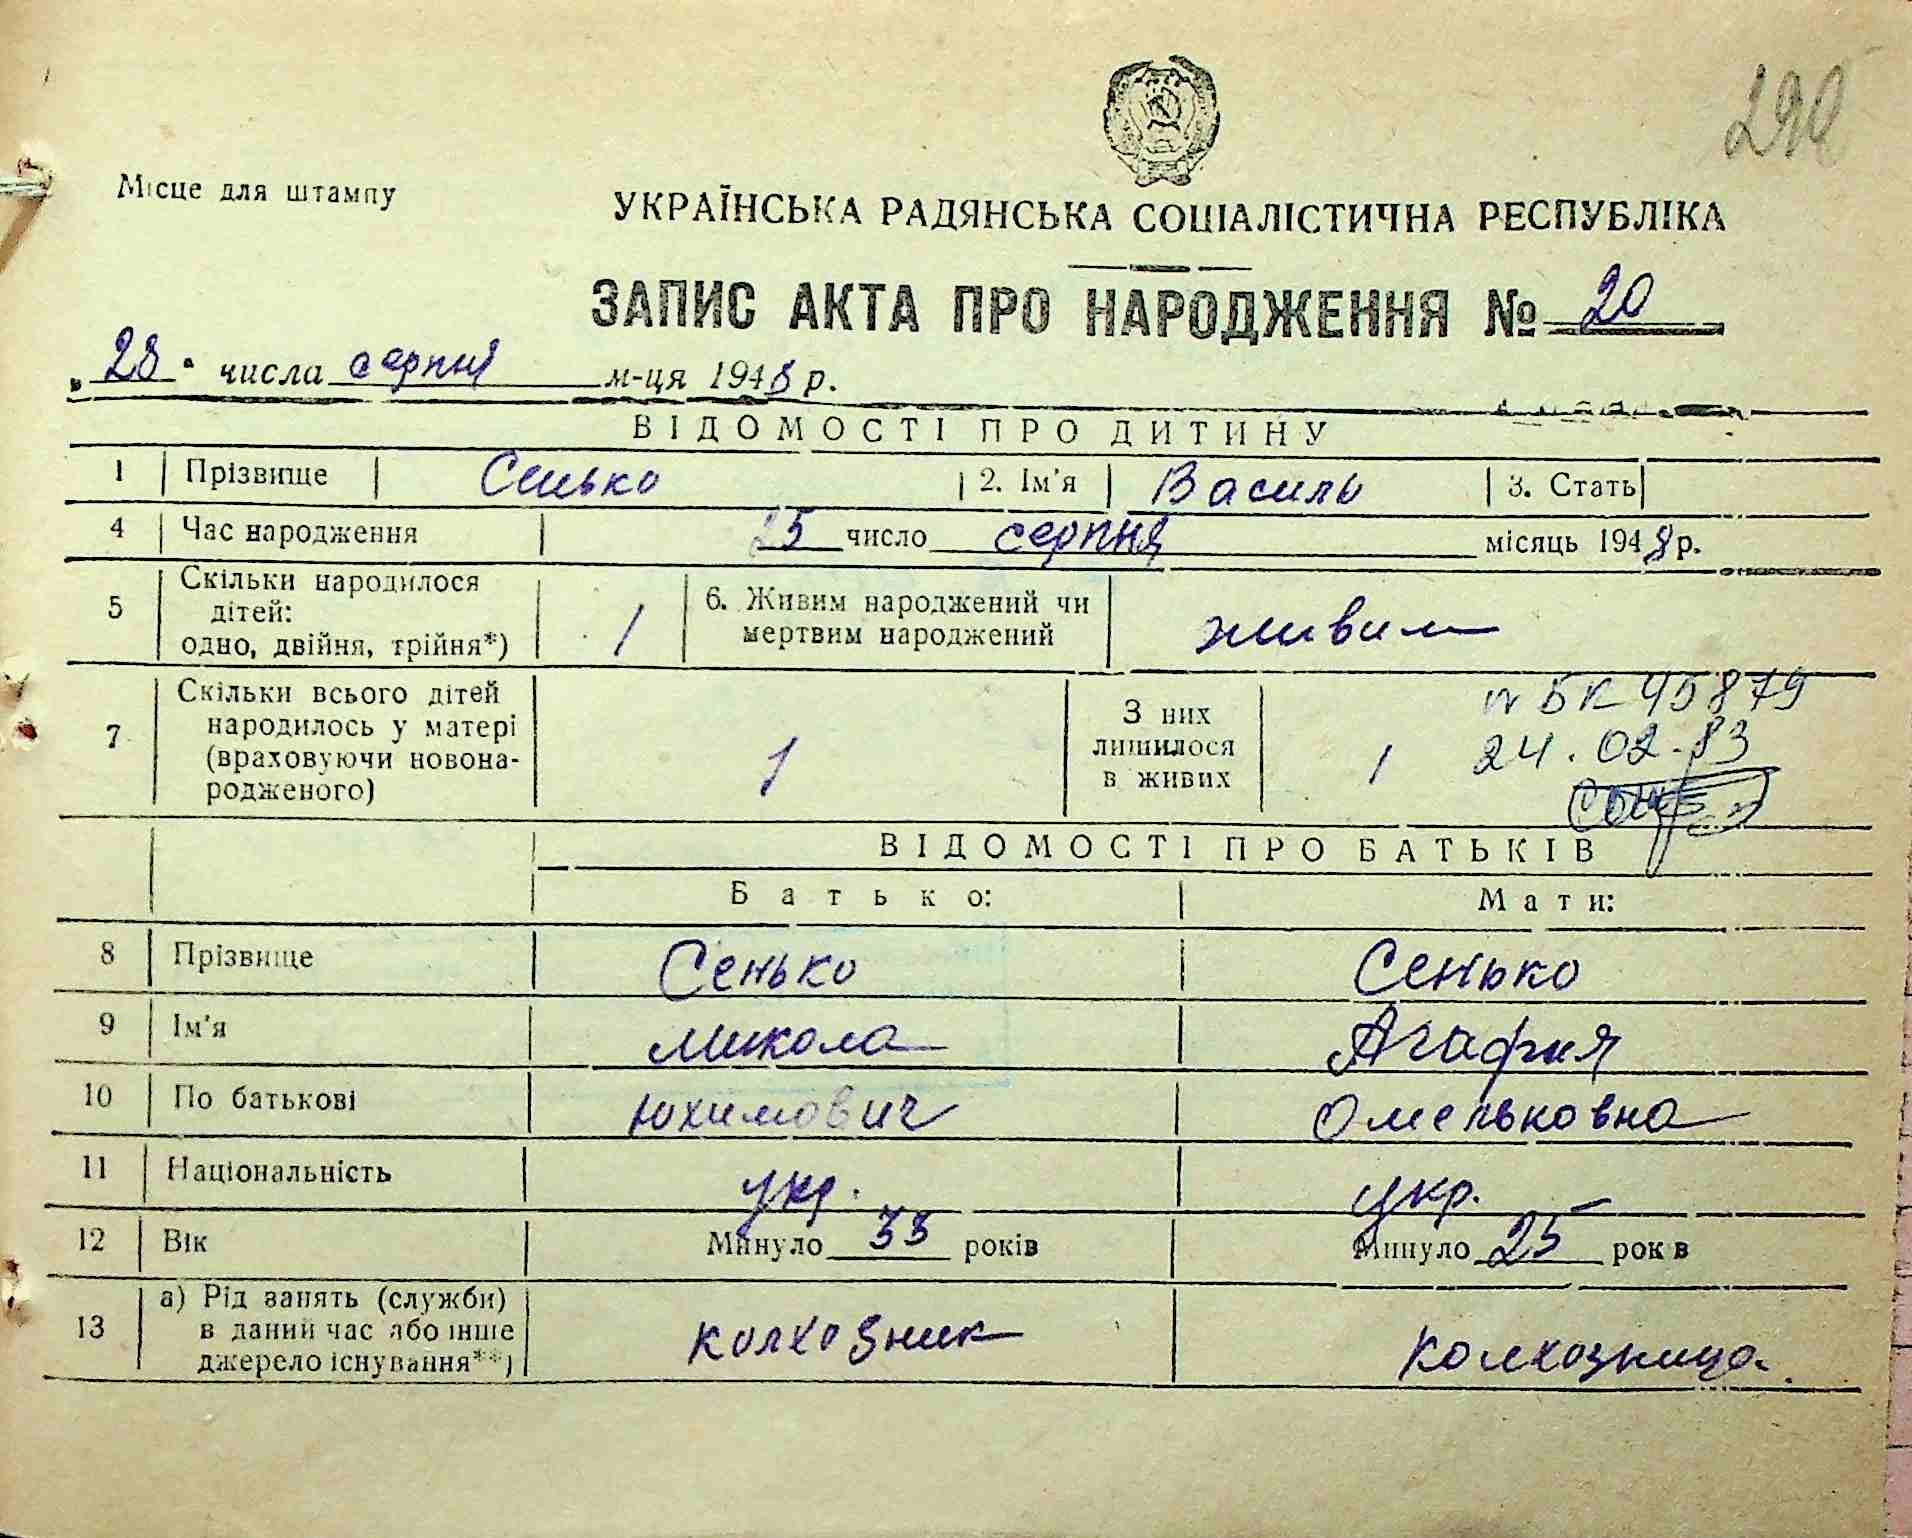 290
Місце для штампу
УКРАЇНСЬКА РАДЯНСЬКА СОЦІАЛІСТИЧНА РЕСПУБЛІКА
ЗАПИС АКТА ПРО НАРОДЖЕННЯ № 20
„28" числа серпня м-ця 1948 р.
ВІДОМОСТІ ПРО ДИТИНУ
1 Прізвище Сенько 2. Ім'я Василь 3. Стать
4 Час народження 25 число серпня місяць 1948 р.
5 Скільки народилося дітей: одно, двійня, трійня*) 1 6. Живим народжений чи мертвим народжений живим
7 Скільки всього дітей народилось у матері (враховуючи новонародженого) 1 З них лишилося в живих 1
БК 45879
24.02.83
ВІДОМОСТІ ПРО БАТЬКІВ
Батько: Мати:
8 Прізвище Сенько Сенько
9 Ім'я Микола Агафия
10 По батькові Юхимович Омельковна
11 Національність укр. укр.
12 Вік Минуло 33 років Минуло 25 рок в
13 а) Рід занять (служби) в даний час або інше джерело існування**) колхозник колхозница